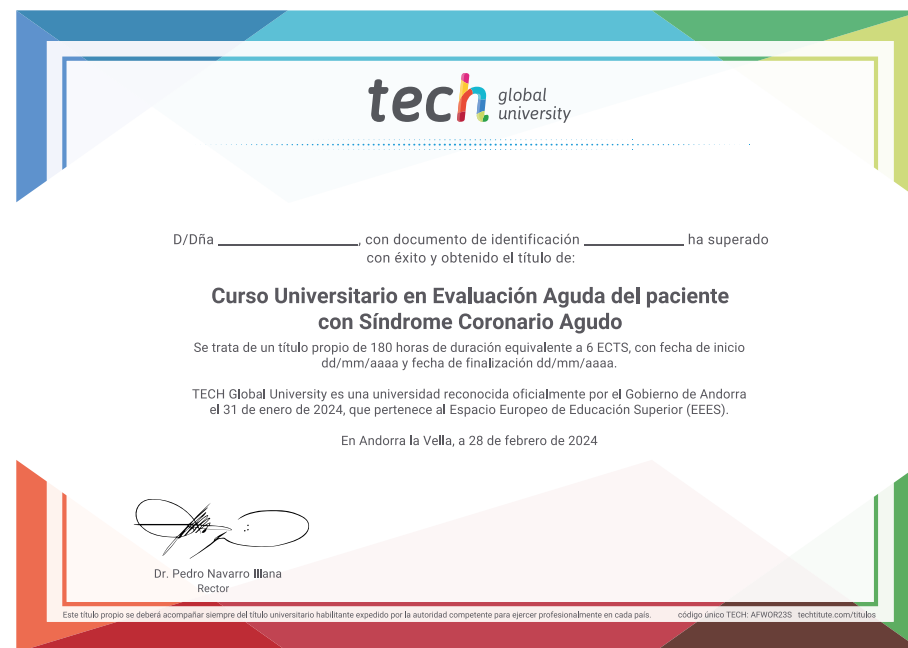 tech global university
D/Dña ____________, con documento de identificación ____________ ha superado
con éxito y obtenido el título de:
Curso Universitario en Evaluación Aguda del paciente
con Síndrome Coronario Agudo
Se trata de un título propio de 180 horas de duración equivalente a 6 ECTS, con fecha de inicio
dd/mm/aaaa y fecha de finalización dd/mm/aaaa.
TECH Global University es una universidad reconocida oficialmente por el Gobierno de Andorra
el 31 de enero de 2024, que pertenece al Espacio Europeo de Educación Superior (EEES).
En Andorra la Vella, a 28 de febrero de 2024
Dr. Pedro Navarro Illana
Rector
Este título propio se deberá acompañar siempre del título universitario habilitante expedido por la autoridad competente para ejercer profesionalmente en cada país. código único TECH: AFWOR23S techtitute.com/titulos